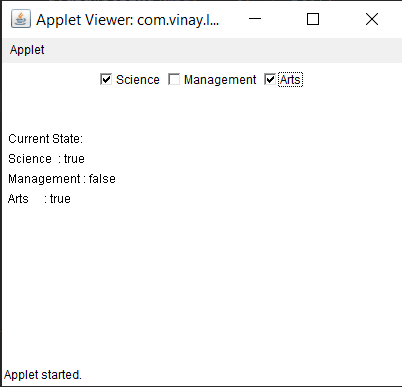 Applet Viewer: com.vinay.l...
Applet
Science Management Arts
Current State:
Science : true
Management : false
Arts : true
Applet started.